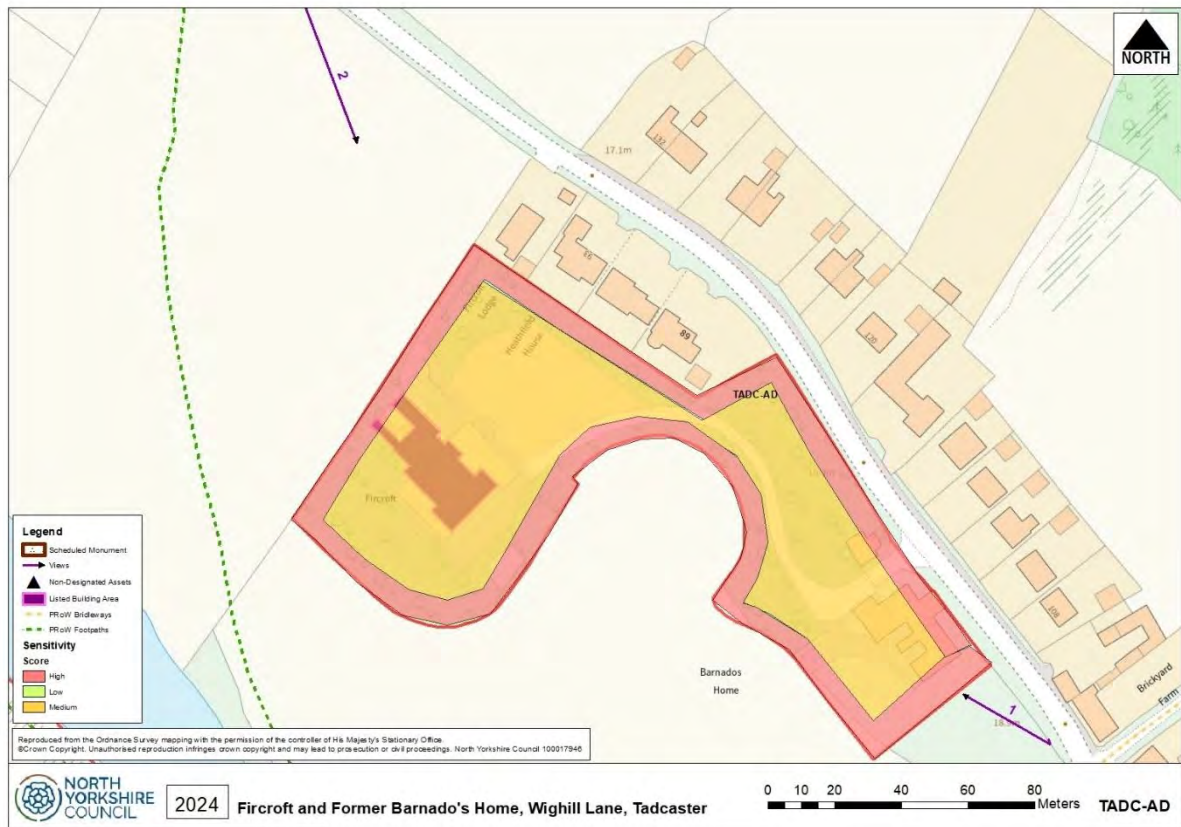 NORTH
2
17.1m
132
Fircroft
Lodge
Heathfield
House
89
TADC-AD
120
Fircroft
108
Barnados
Home
1
Brickyard
Farm
Legend
Scheduled Monument
Views
Non-Designated Assets
Listed Building Area
PRoW Bridleways
PRoW Footpaths
Sensitivity
Score
High
Low
Medium
Reproduced from the Ordnance Survey mapping with the permission of the controller of His Majesty's Stationary Office.
©Crown Copyright. Unauthorised reproduction infringes crown copyright and may lead to prosecution or civil proceedings. North Yorkshire Council 100017946
NORTH
YORKSHIRE
COUNCIL
2024
Fircroft and Former Barnado's Home, Wighill Lane, Tadcaster
0 10 20 40 60 80
Meters
TADC-AD